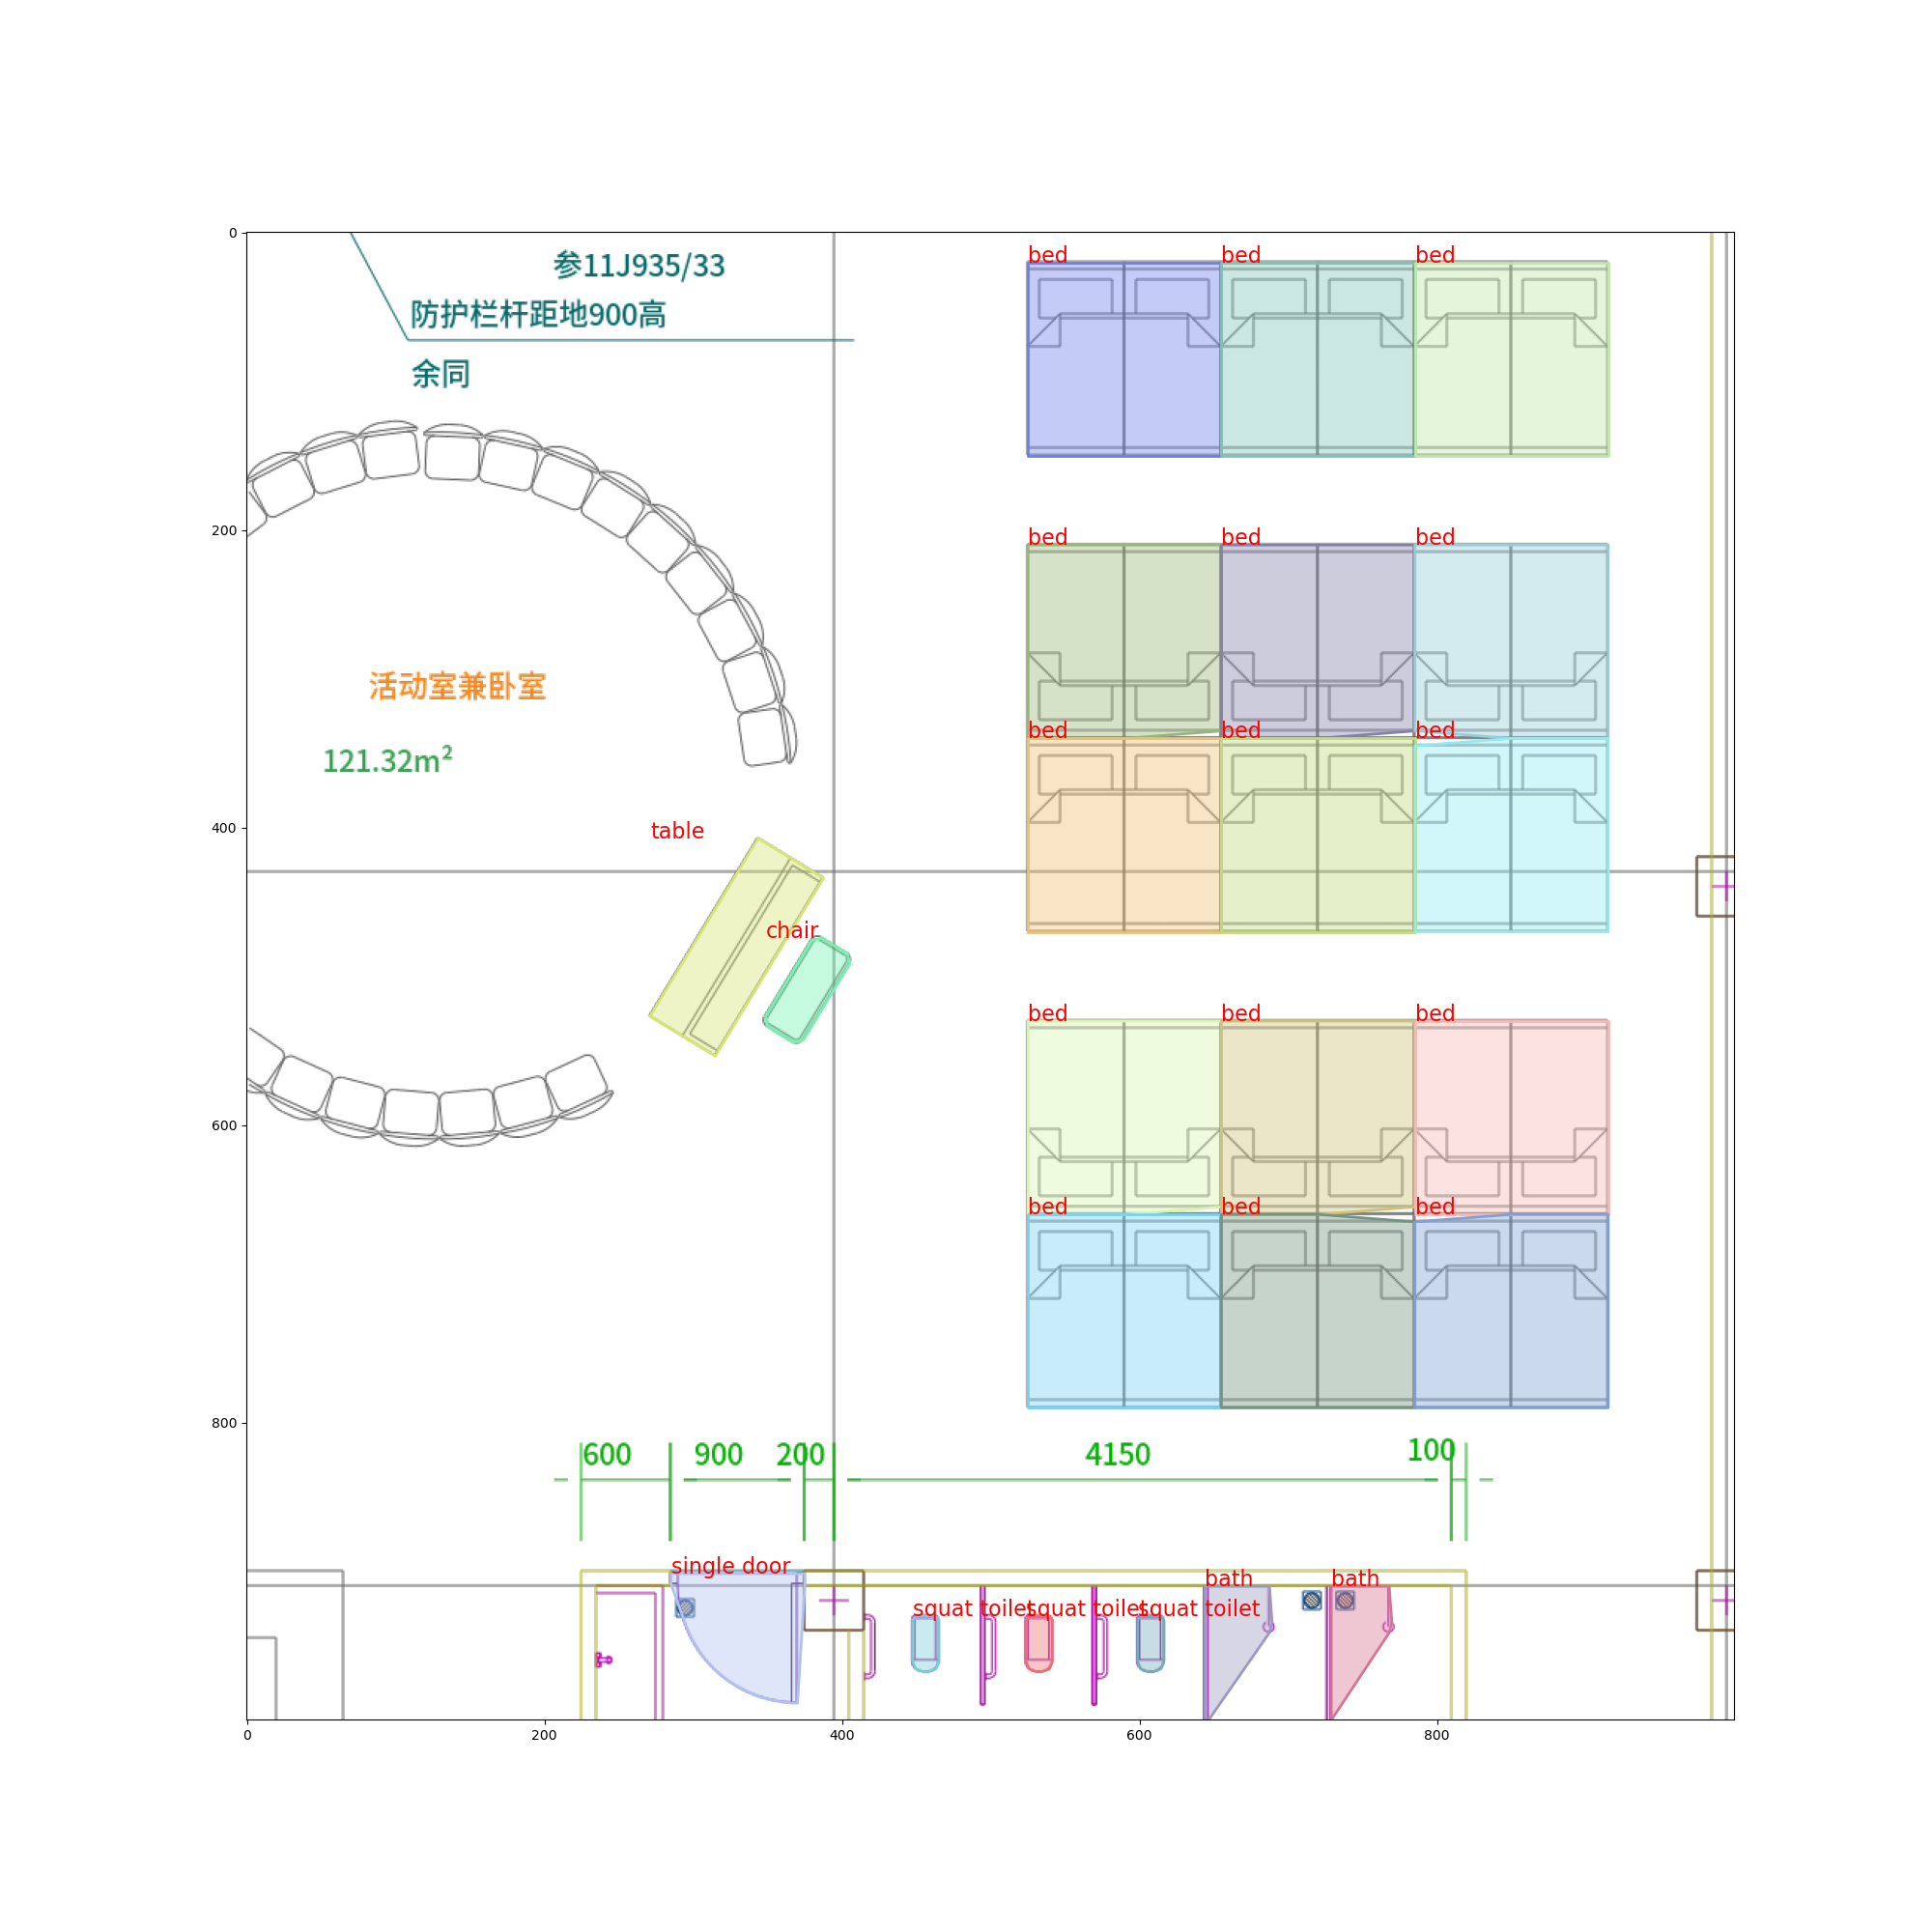 参11J935/33
防护栏杆距地900高
余同
活动室兼卧室
121.32m²
bed bed bed
bed bed bed
bed bed bed
table
chair
bed bed bed
bed bed bed
600 900 200 4150 100
single door
bath bath
squat toilet squat toilet squat toilet
0
200
400
600
800
0 200 400 600 800